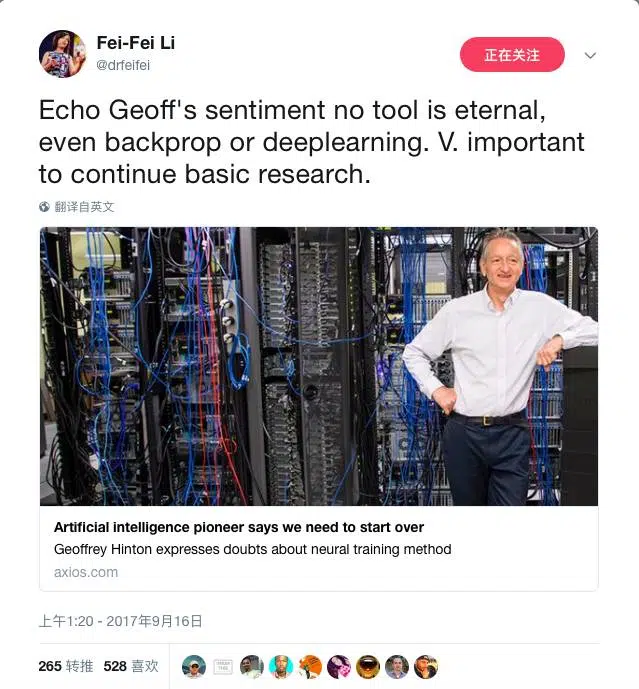 Fei-Fei Li
@drfeifei
正在关注
Echo Geoff's sentiment no tool is eternal,
even backprop or deeplearning. V. important
to continue basic research.
翻译自英文
Artificial intelligence pioneer says we need to start over
Geoffrey Hinton expresses doubts about neural training method
axios.com
上午1:20 - 2017年9月16日
265 转推 528 喜欢